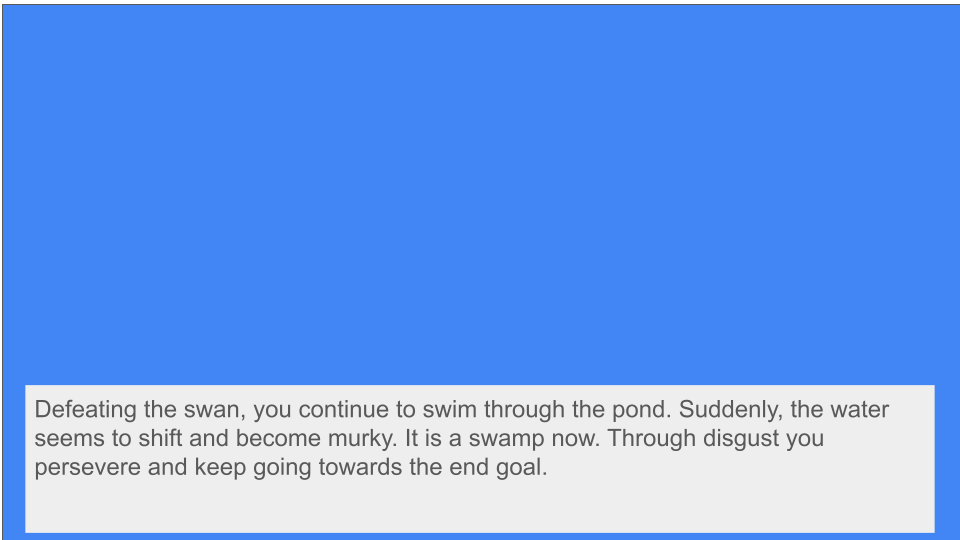 Defeating the swan, you continue to swim through the pond. Suddenly, the water
seems to shift and become murky. It is a swamp now. Through disgust you
persevere and keep going towards the end goal.